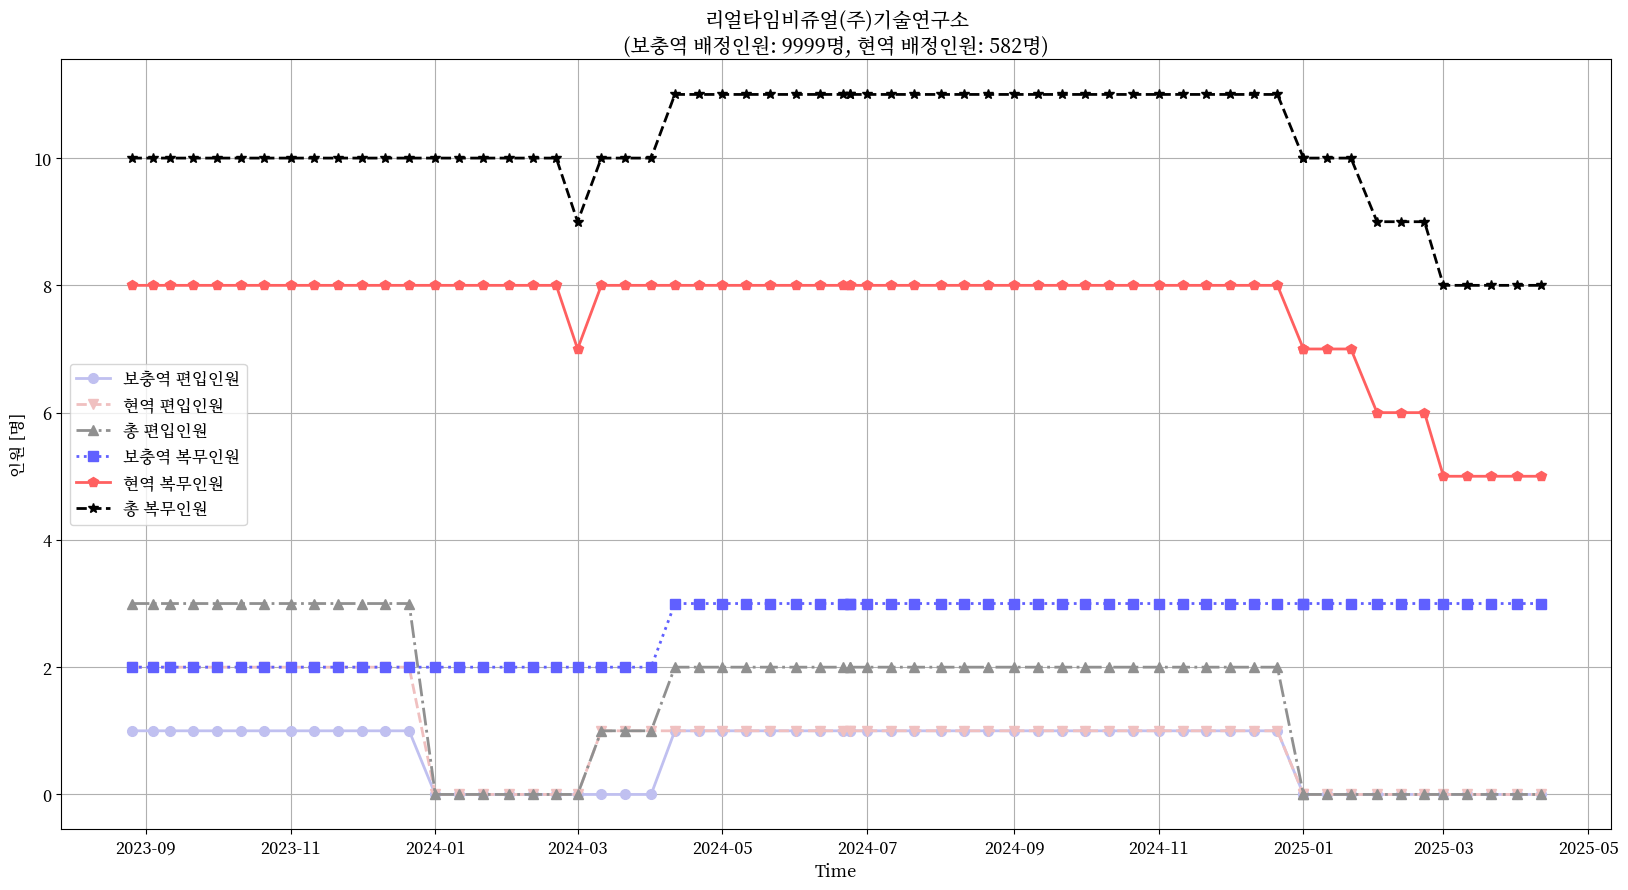 리얼타임비쥬얼(주)기술연구소
(보충역 배정인원: 9999명, 현역 배정인원: 582명)
인원 [명]
10
8
6
4
2
0
보충역 편입인원
현역 편입인원
총 편입인원
보충역 복무인원
현역 복무인원
총 복무인원
2023-09
2023-11
2024-01
2024-03
2024-05
2024-07
2024-09
2024-11
2025-01
2025-03
2025-05
Time